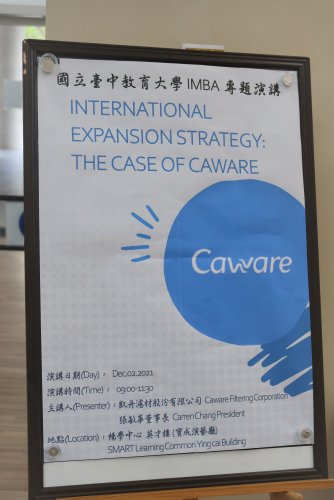 國立臺中教育大學 IMBA 專題演講
INTERNATIONAL
EXPANSION STRATEGY:
THE CASE OF CAWARE
Caware
演講日期(Day)： Dec.02.2021
演講時間(Time)： 09:00-11:30
主講人(Presenter)：凱舟濾材股份有限公司 Caware Filtering Corporation
張敏華董事長 Carren Chang President
地點(Location)： 暢學中心 英才樓(寶成演藝廳)
SMART Learning Common Ying cai Building